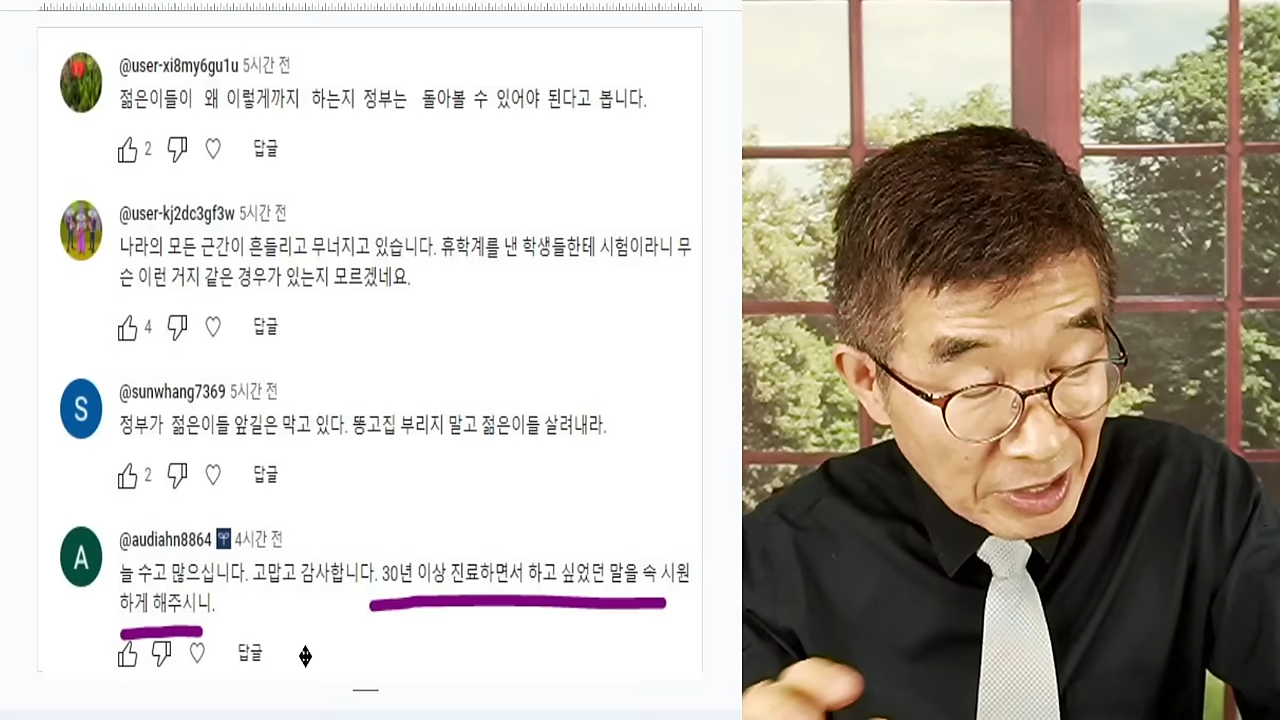 @user-xi8my6gu1u 5시간 전
젊은이들이 왜 이렇게까지 하는지 정부는 돌아볼 수 있어야 된다고 봅니다.
2 답글
@user-kj2dc3gf3w 5시간 전
나라의 모든 근간이 흔들리고 무너지고 있습니다. 휴학계를 낸 학생들한테 시험이라니 무
슨 이런 거지 같은 경우가 있는지 모르겠네요.
4 답글
S
@sunwhang7369 5시간 전
정부가 젊은이들 앞길은 막고 있다. 똥고집 부리지 말고 젊은이들 살려내라.
2 답글
A
@audiahn8864 4시간 전
늘 수고 많으십니다. 고맙고 감사합니다. 30년 이상 진료하면서 하고 싶었던 말을 속 시원
하게 해주시니.
답글